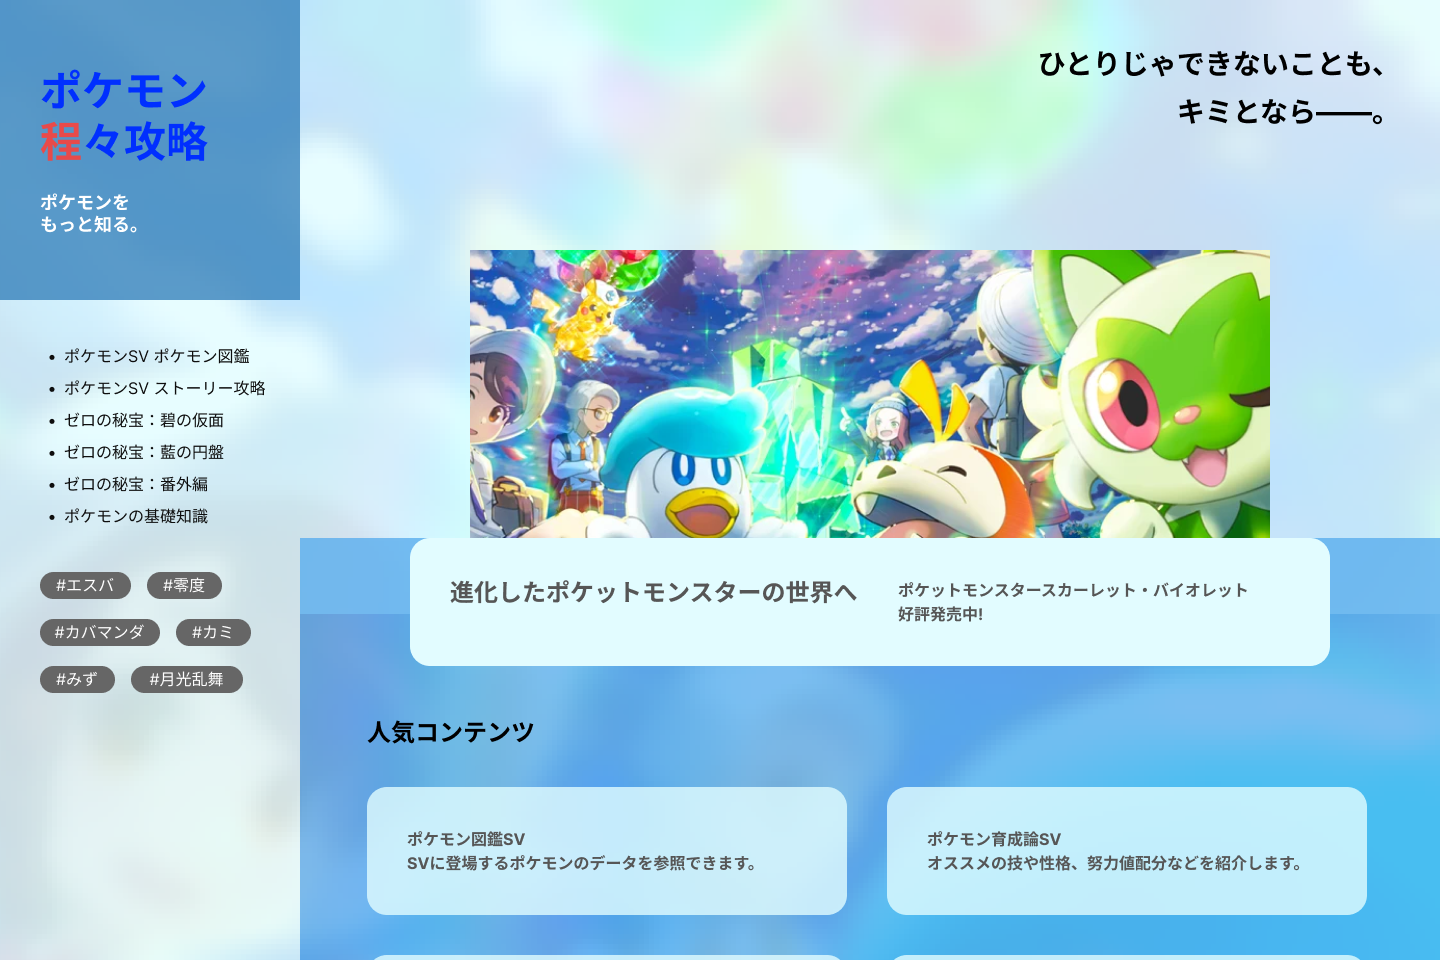 ポケモン
程々攻略
ポケモンを
もっと知る。
ポケモンSV ポケモン図鑑
ポケモンSV ストーリー攻略
ゼロの秘宝：碧の仮面
ゼロの秘宝：藍の円盤
ゼロの秘宝：番外編
ポケモンの基礎知識
#エスバ #零度
#カバマンダ #カミ
#みず #月光乱舞
ひとりじゃできないことも、
キミとなら――。
進化したポケットモンスターの世界へ
ポケットモンスタースカーレット・バイオレット
好評発売中!
人気コンテンツ
ポケモン図鑑SV
SVに登場するポケモンのデータを参照できます。
ポケモン育成論SV
オススメの技や性格、努力値配分などを紹介します。